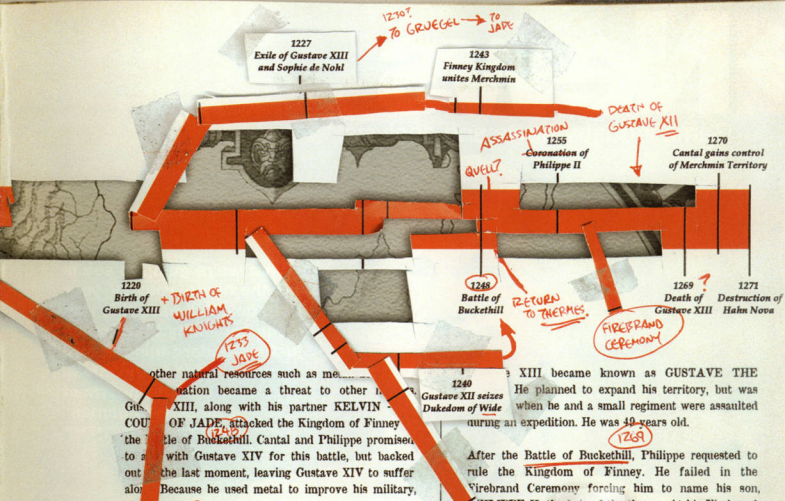 1230?
TO GRUEGEL → TO JADE
1227
Exile of Gustave XIII
and Sophie de Nohl
1243
Finney Kingdom
unites Merchmin
DEATH OF
GUSTAVE XII
ASSASSINATION
1255
Coronation of
Philippe II
QUELL?
1270
Cantal gains control
of Merchmin Territory
1220
Birth of
Gustave XIII
+ BIRTH OF
WILLIAM
KNIGHTS
1248
Battle of
Buckethill
RETURN
TO THERMES.
FIREBRAND
CEREMONY
1269 ?
Death of
Gustave XIII
1271
Destruction of
Hahn Nova
1233
JADE
1240
Gustave XII seizes
Dukedom of Wide
other natural resources such as
became a threat to other
XIII, along with his partner KELVIN -
OF JADE, attacked the Kingdom of Finney
1245
the of Buckethill. Cantal and Philippe promised
to with Gustave XIV for this battle, but backed
out the last moment, leaving Gustave XIV to suffer
Because he used metal to improve his military,
XIII became known as GUSTAVE THE
He planned to expand his territory, but was
when he and a small regiment were assaulted
during an expedition. He was 49 years old.
1269
After the Battle of Buckethill, Philippe requested to
rule the Kingdom of Finney. He failed in the
Firebrand Ceremony forcing him to name his son,